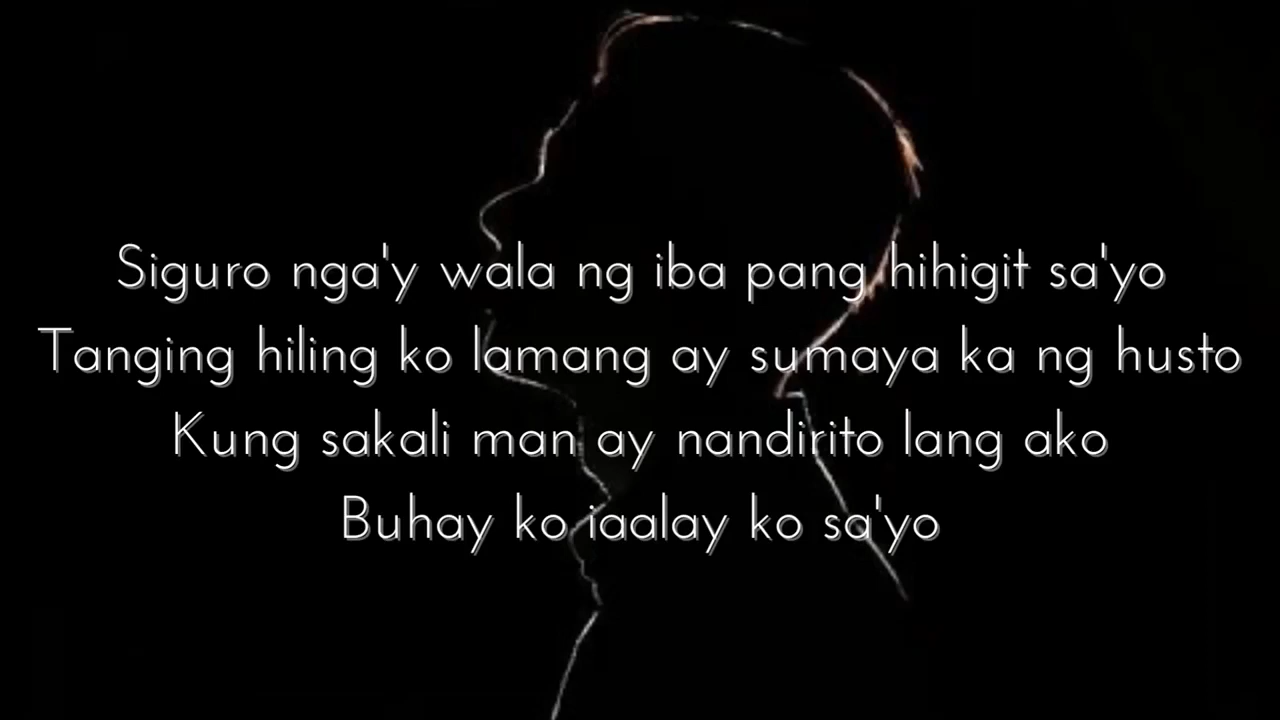 Siguro nga'y wala ng iba pang hihigit sa'yo
Tanging hiling ko lamang ay sumaya ka ng husto
Kung sakali man ay nandirito lang ako
Buhay ko iaalay ko sa'yo